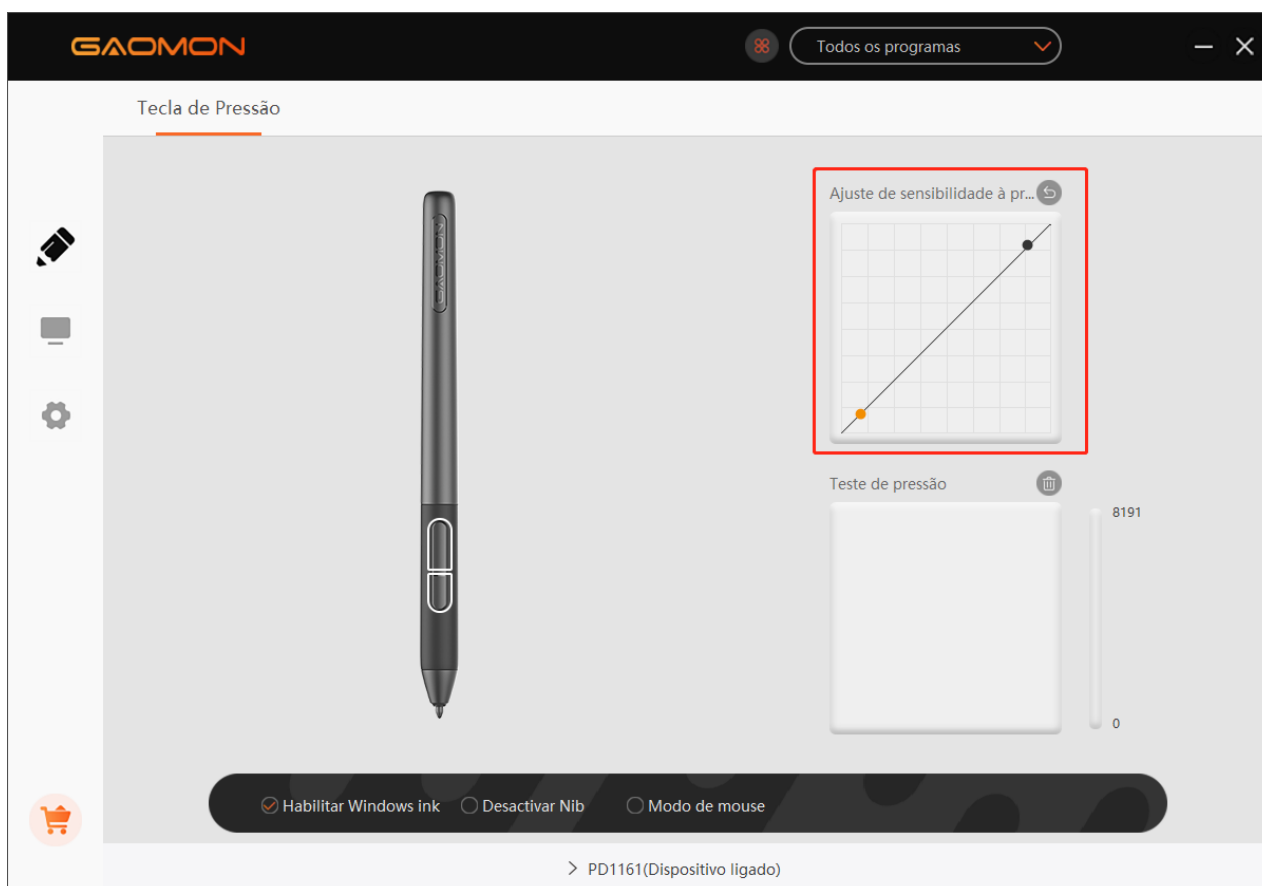 GAOMON
Todos os programas
Tecla de Pressão
Ajuste de sensibilidade à pr...
GAOMON
Teste de pressão
8191
0
Habilitar Windows ink
Desactivar Nib
Modo de mouse
PD1161(Dispositivo ligado)